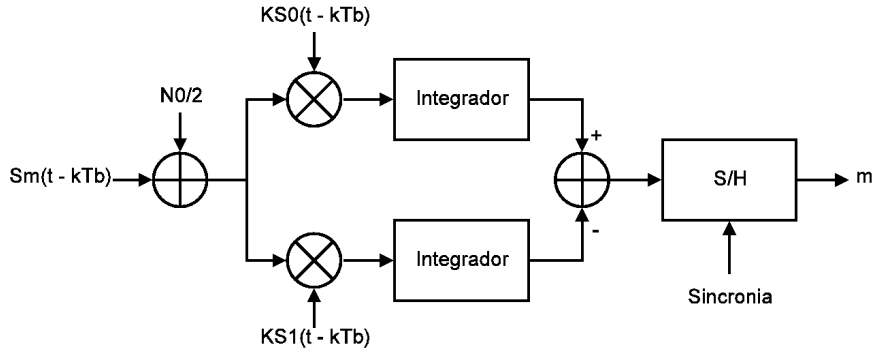 KS0(t - kTb)
N0/2
Integrador
Sm(t - kTb)
+
S/H
m
-
Integrador
Sincronia
KS1(t - kTb)